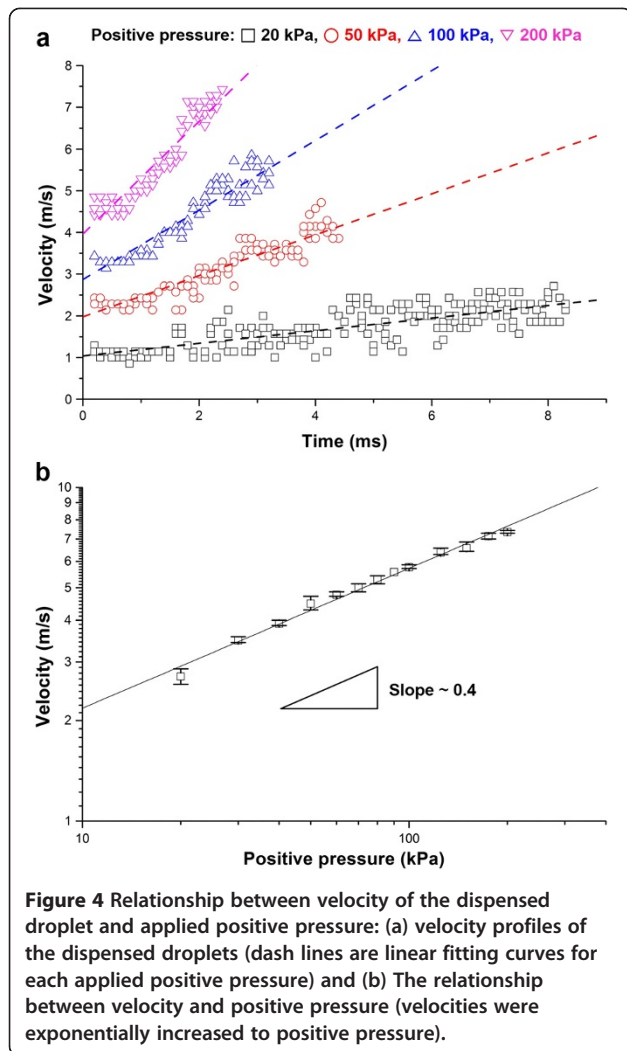 a
Positive pressure: □ 20 kPa, ○ 50 kPa, △ 100 kPa, ▽ 200 kPa
8
7
6
5
4
3
2
1
0
Velocity (m/s)
0 2 4 6 8
Time (ms)
b
10
9
8
7
6
5
4
3
2
1
Velocity (m/s)
Slope ~ 0.4
10 100
Positive pressure (kPa)
Figure 4 Relationship between velocity of the dispensed
droplet and applied positive pressure: (a) velocity profiles of
the dispensed droplets (dash lines are linear fitting curves for
each applied positive pressure) and (b) The relationship
between velocity and positive pressure (velocities were
exponentially increased to positive pressure).